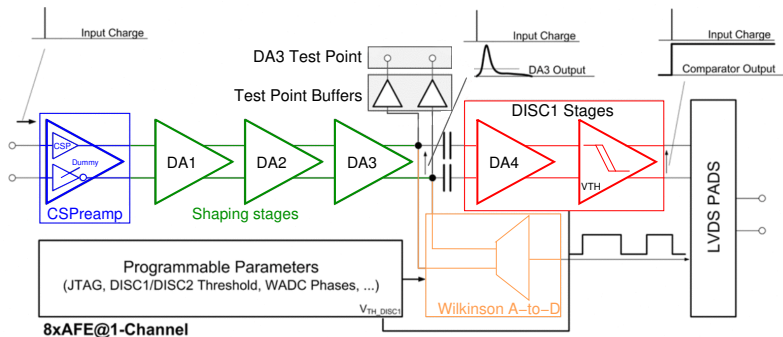 Input Charge
Input Charge
DA3 Output
Input Charge
Comparator Output
DA3 Test Point
Test Point Buffers
DISC1 Stages
CSP
Dummy
DA1
DA2
DA3
DA4
VTH
CSPreamp
Shaping stages
LVDS PADS
Programmable Parameters
(JTAG, DISC1/DISC2 Threshold, WADC Phases, ...)
VTH_DISC1
Wilkinson A-to-D
8xAFE@1-Channel